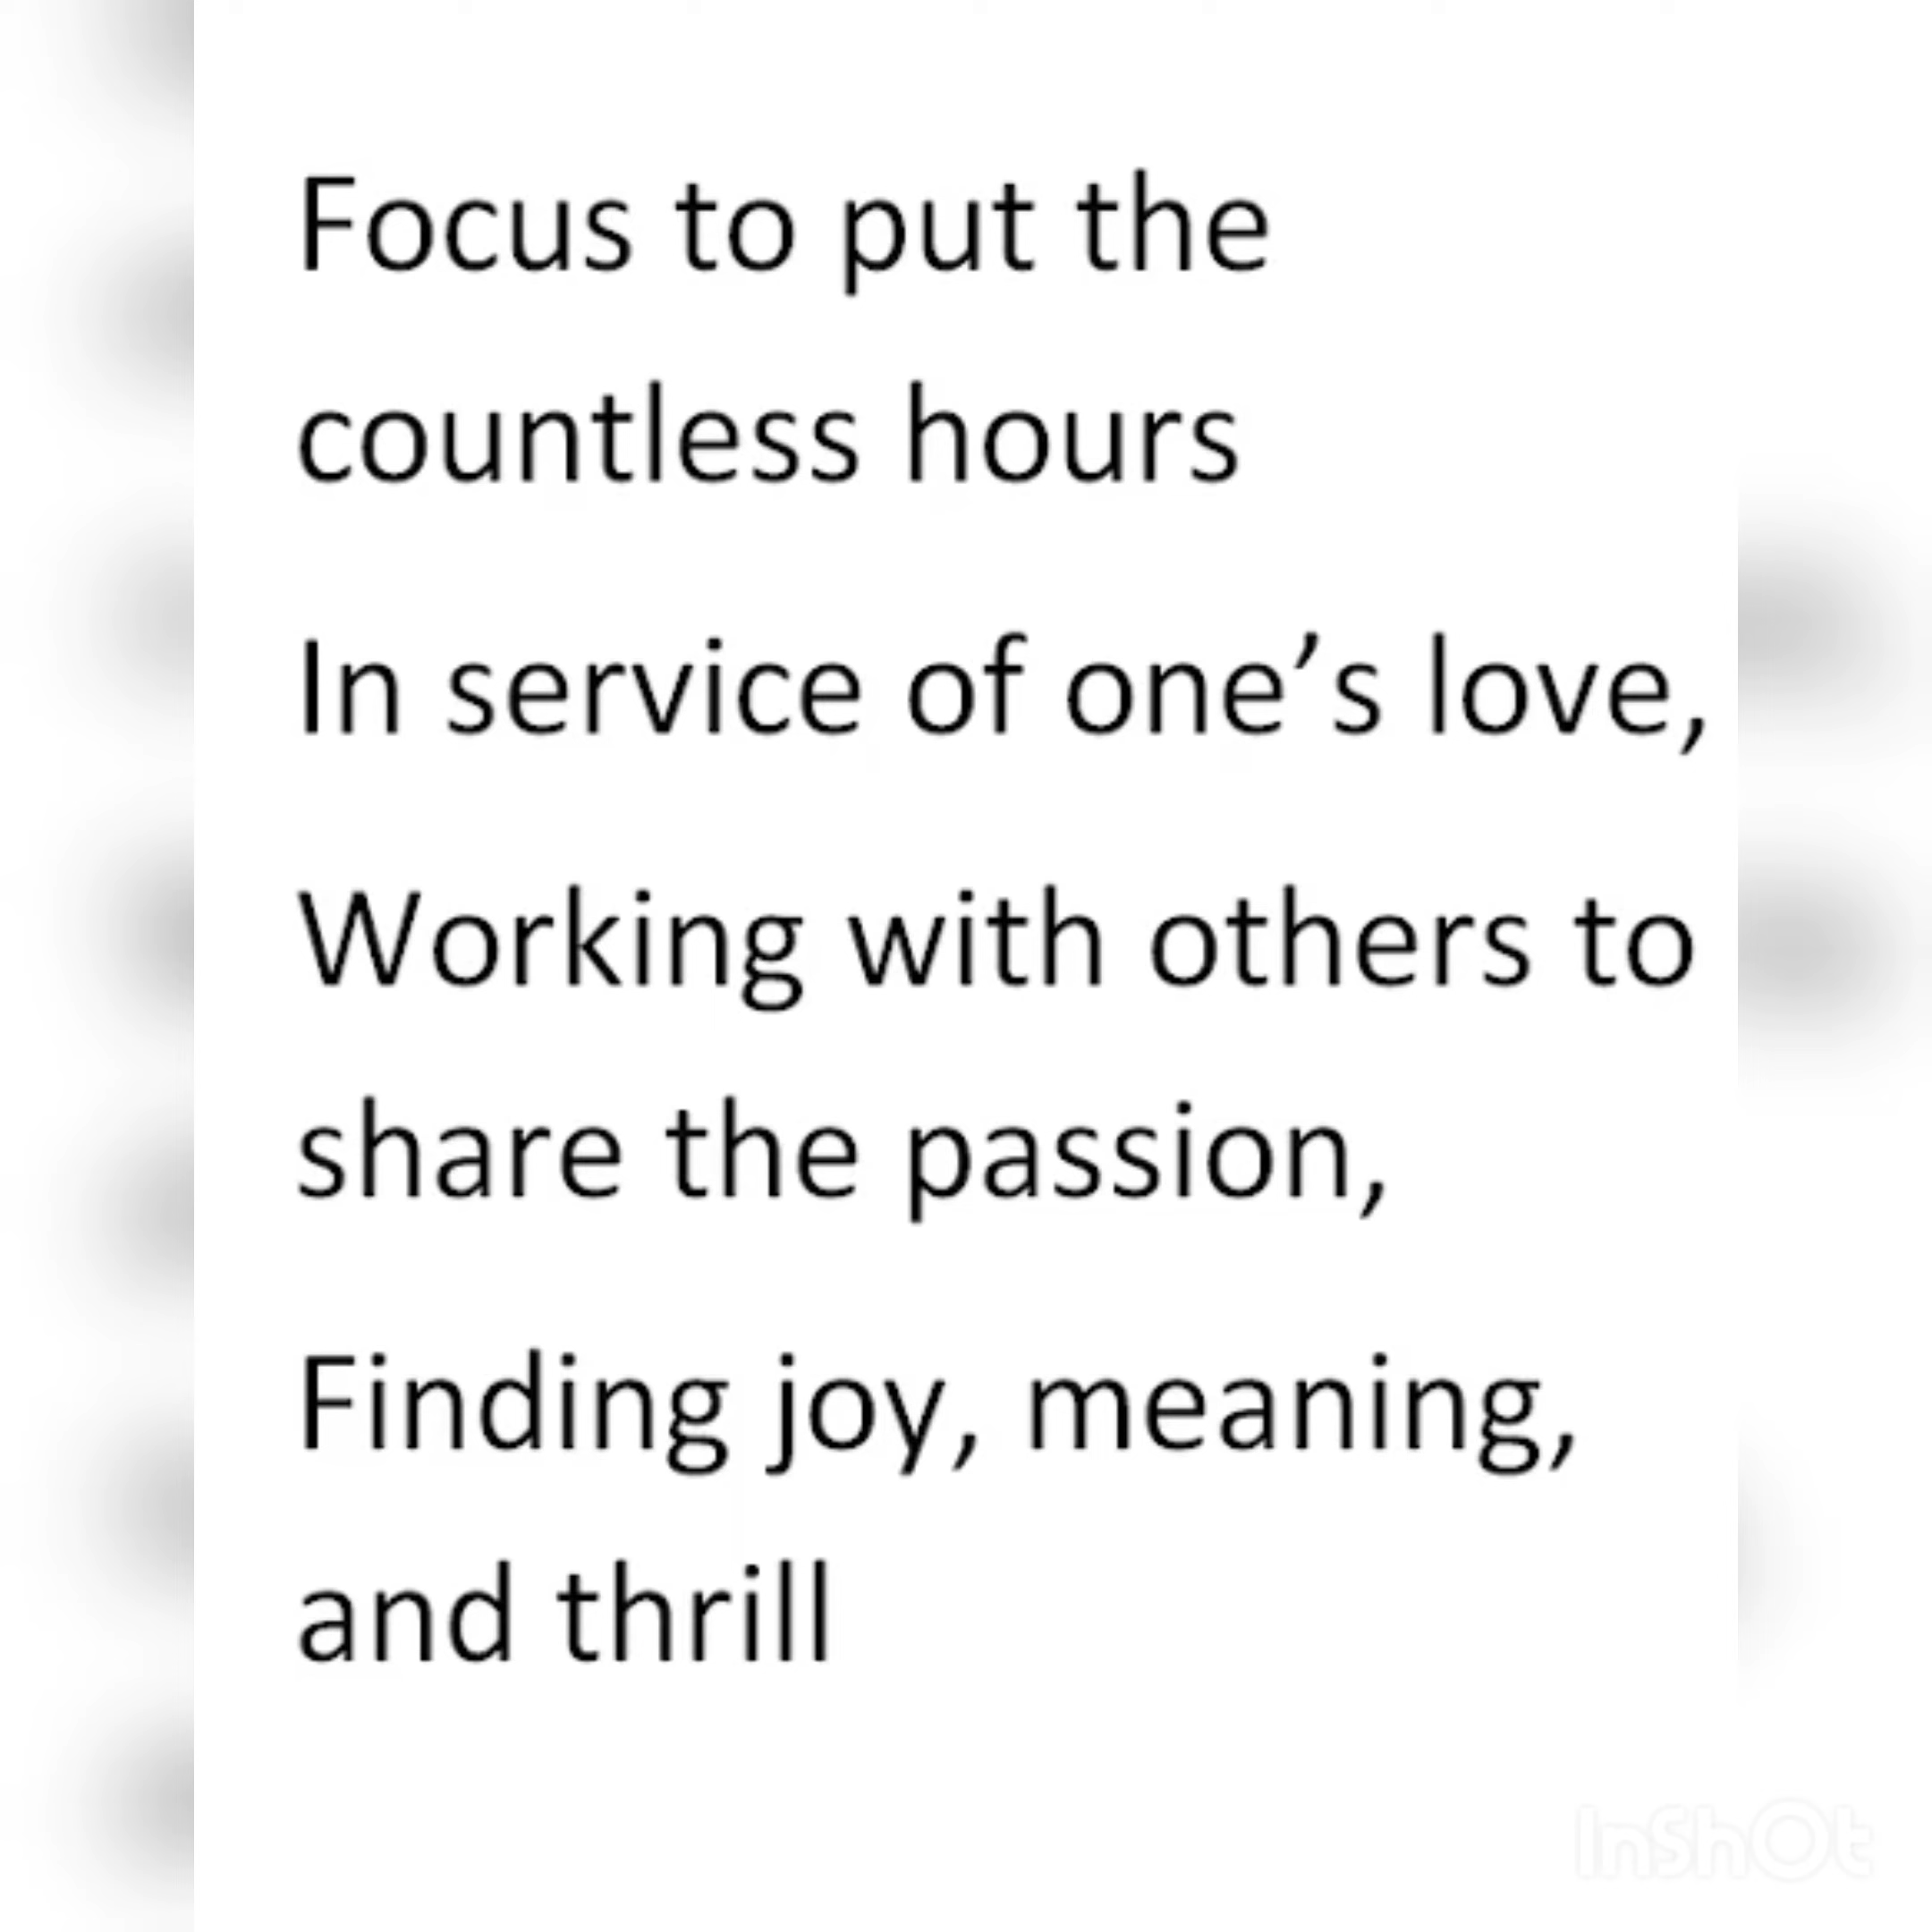 Focus to put the
countless hours
In service of one’s love,
Working with others to
share the passion,
Finding joy, meaning,
and thrill
InShOt